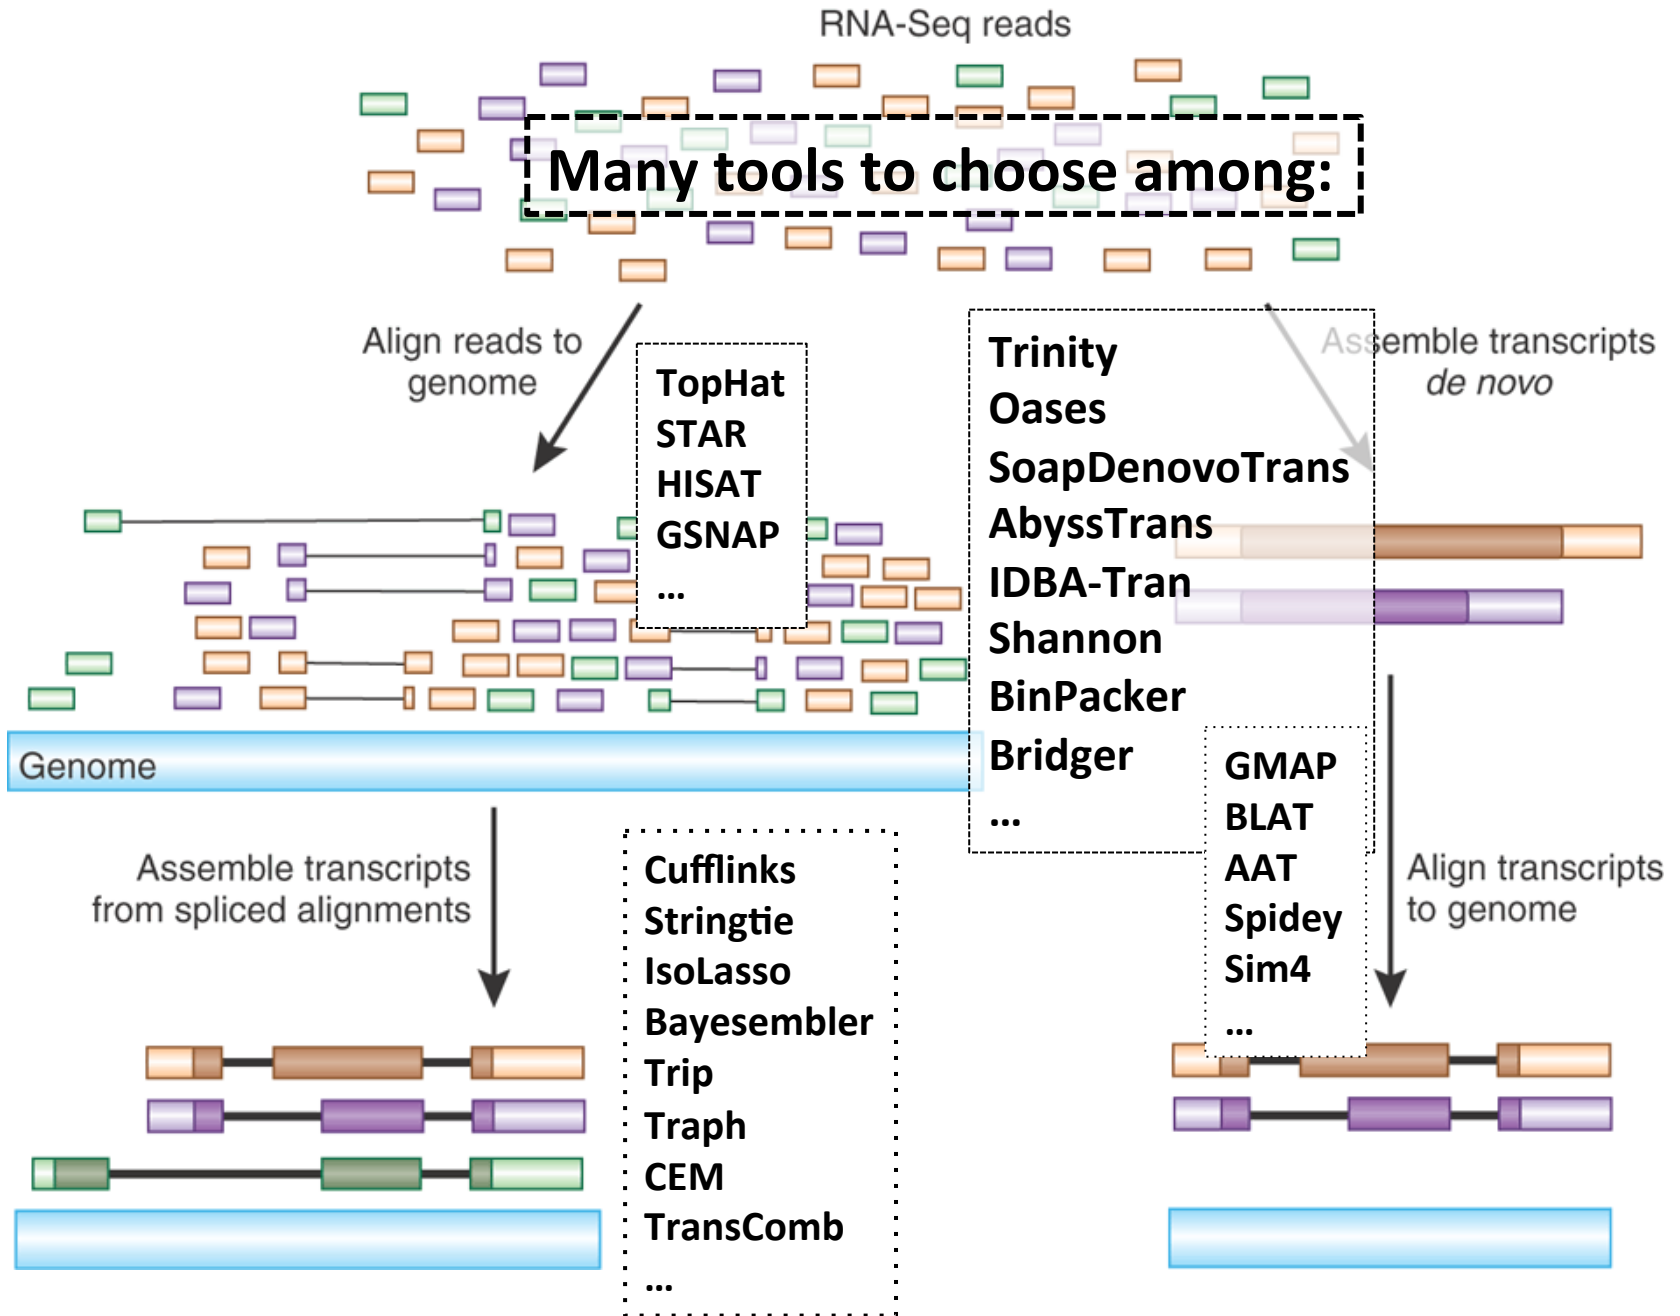 RNA-Seq reads
Many tools to choose among:
Align reads to
genome
TopHat
STAR
HISAT
GSNAP
...
Trinity
Oases
SoapDenovoTrans
AbyssTrans
IDBA-Tran
Shannon
BinPacker
Bridger
...
Assemble transcripts
de novo
Genome
GMAP
BLAT
AAT
Spidey
Sim4
...
Align transcripts
to genome
Assemble transcripts
from spliced alignments
Cufflinks
Stringtie
IsoLasso
Bayesembler
Trip
Traph
CEM
TransComb
...